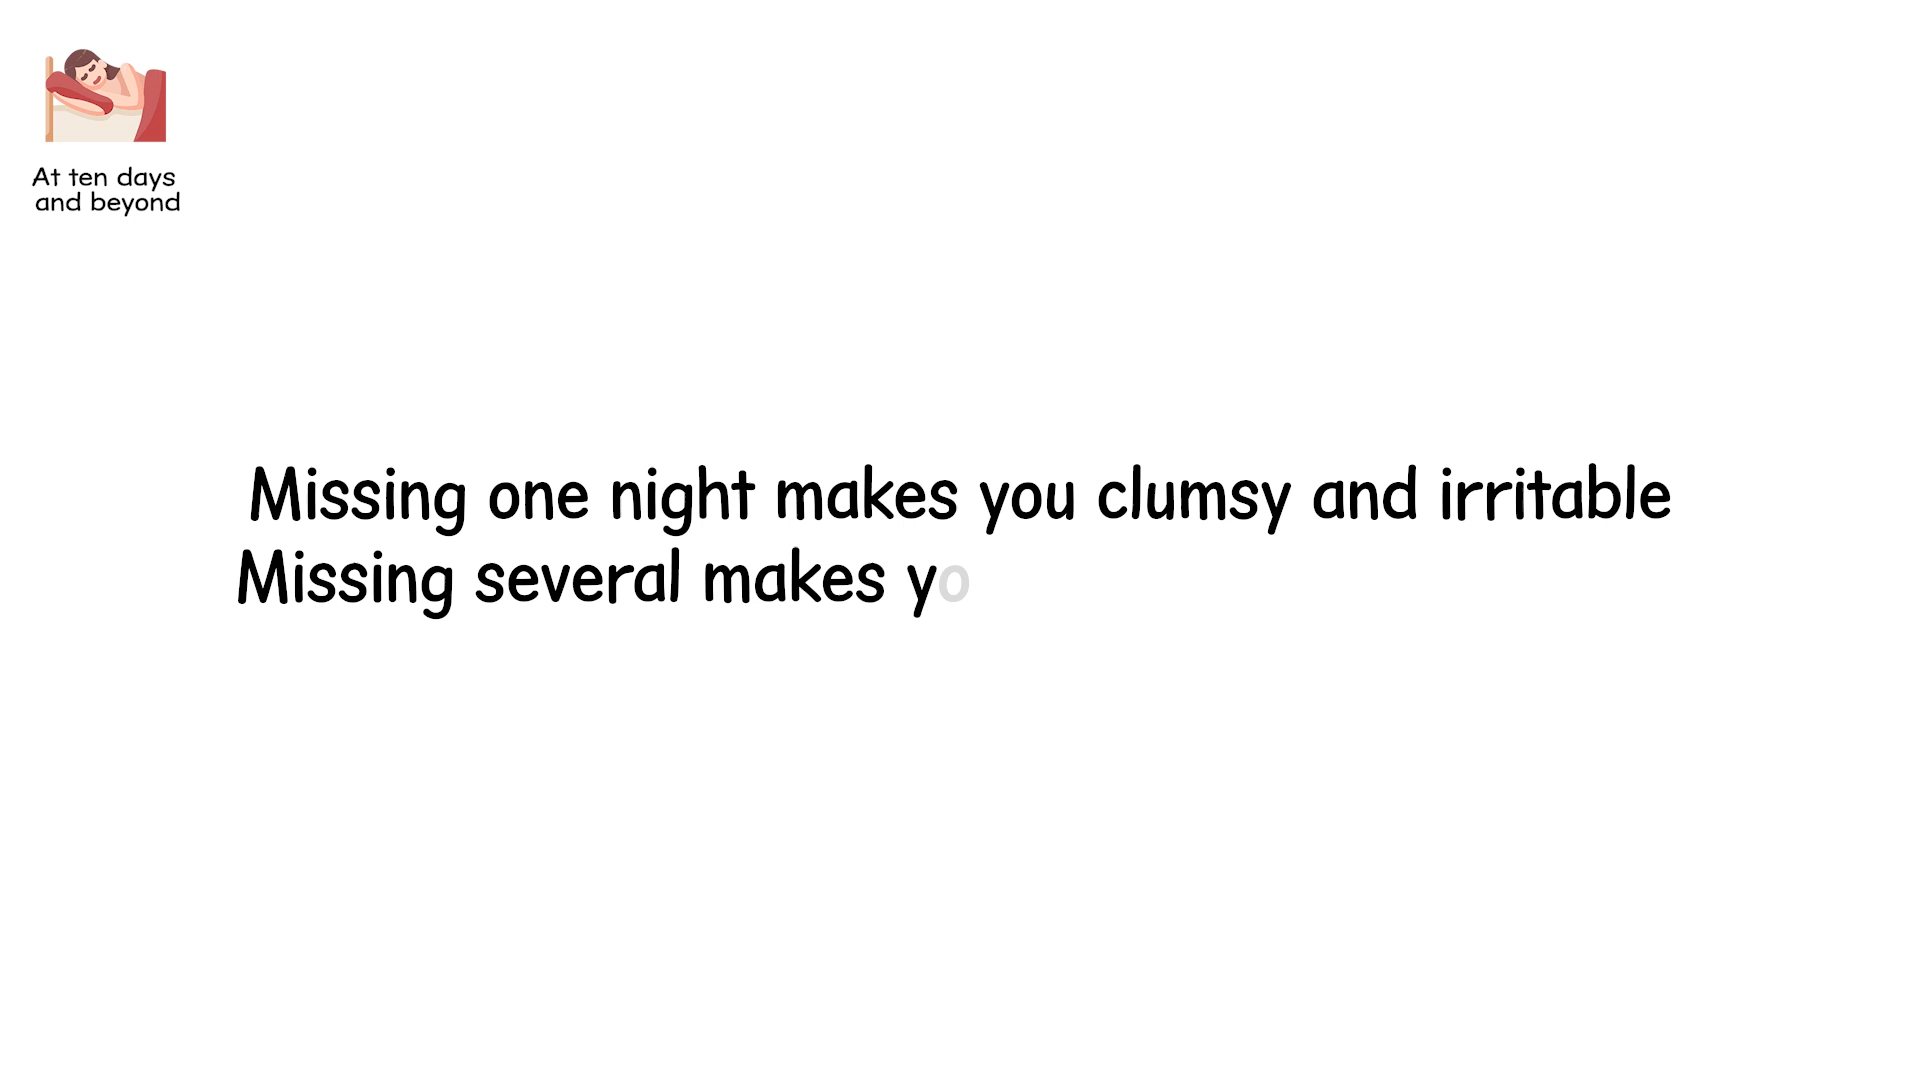 At ten days
and beyond
Missing one night makes you clumsy and irritable
Missing several makes yo